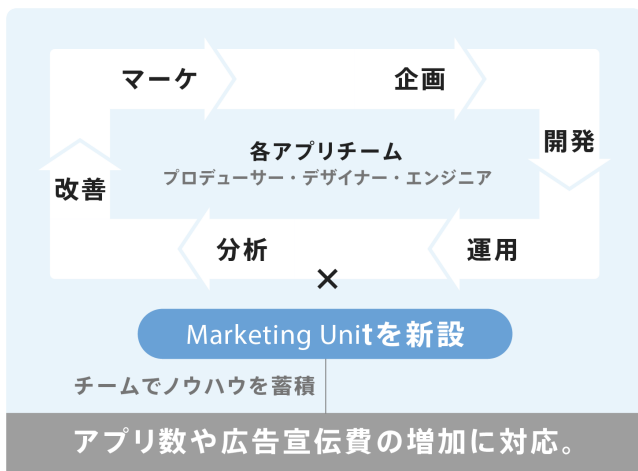 マーケ
企画
開発
各アプリチーム
プロデューサー・デザイナー・エンジニア
改善
分析
運用
×
Marketing Unitを新設
チームでノウハウを蓄積
アプリ数や広告宣伝費の増加に対応。